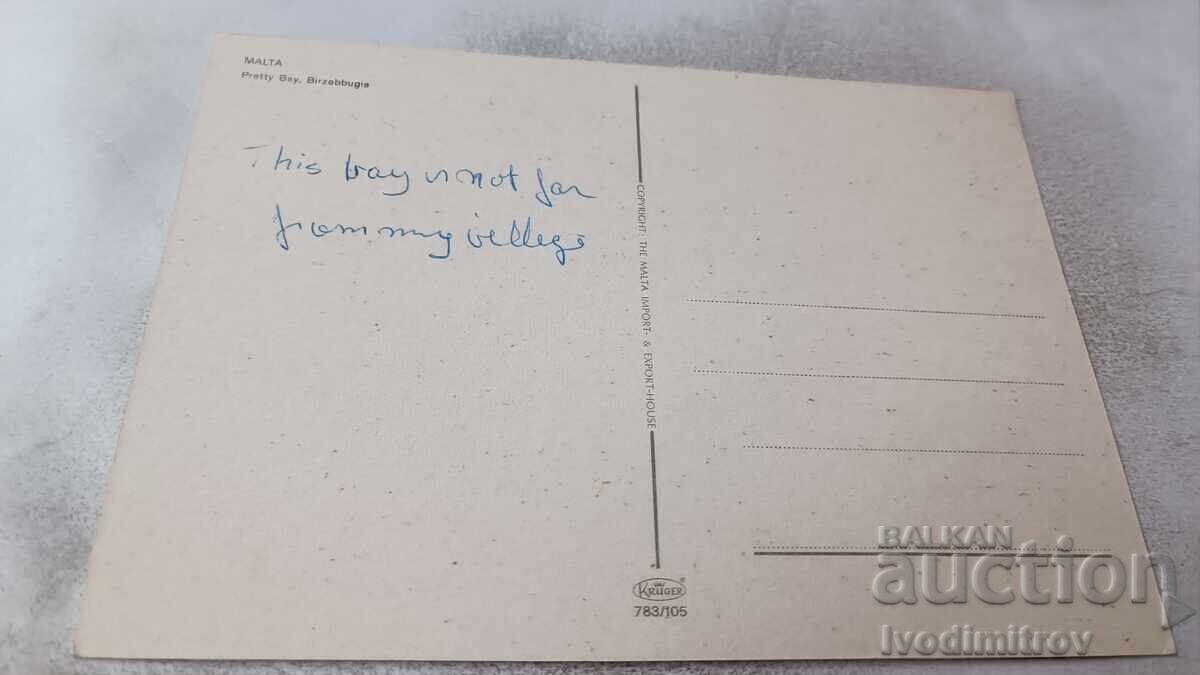 MALTA
Pretty Bay, Birzebbugia
This bay is not far
from my village
COPYRIGHT: THE MALTA IMPORT- & EXPORT-HOUSE
KRÜGER
783/105
BALKAN
auction
Ivodimitrov